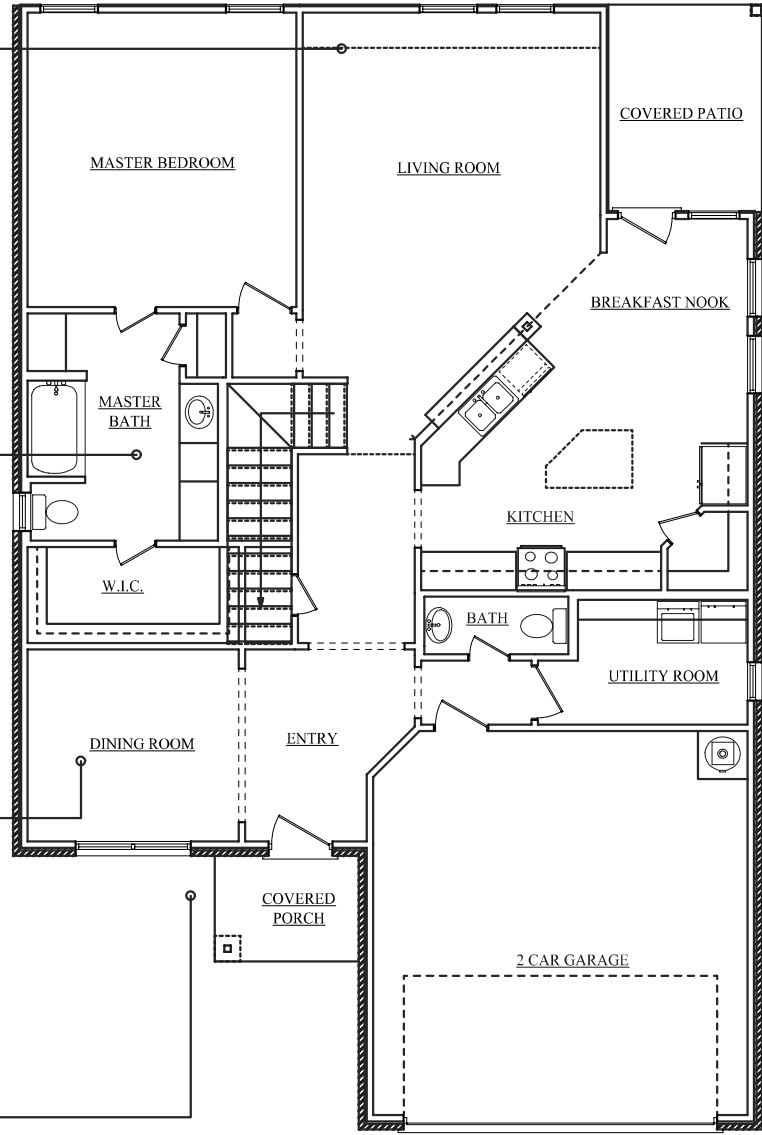 COVERED PATIO
MASTER BEDROOM
LIVING ROOM
BREAKFAST NOOK
MASTER
BATH
KITCHEN
W.I.C.
BATH
UTILITY ROOM
DINING ROOM
ENTRY
COVERED
PORCH
2 CAR GARAGE